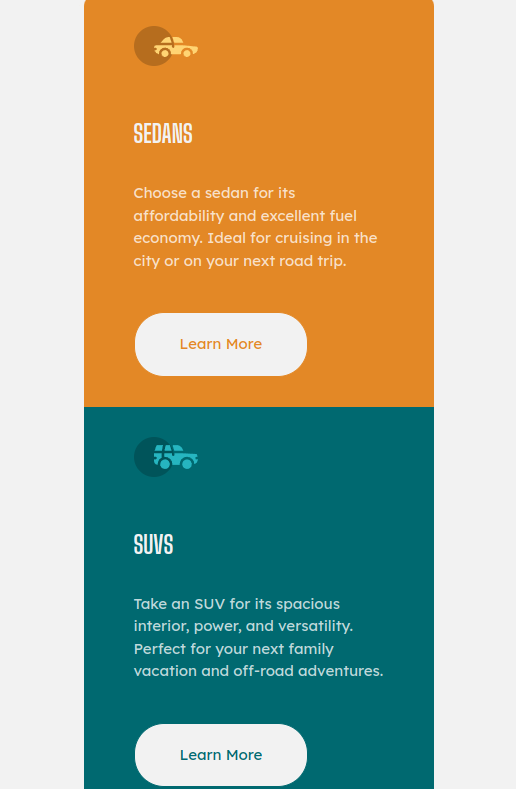 SEDANS
Choose a sedan for its
affordability and excellent fuel
economy. Ideal for cruising in the
city or on your next road trip.
Learn More
SUVS
Take an SUV for its spacious
interior, power, and versatility.
Perfect for your next family
vacation and off-road adventures.
Learn More